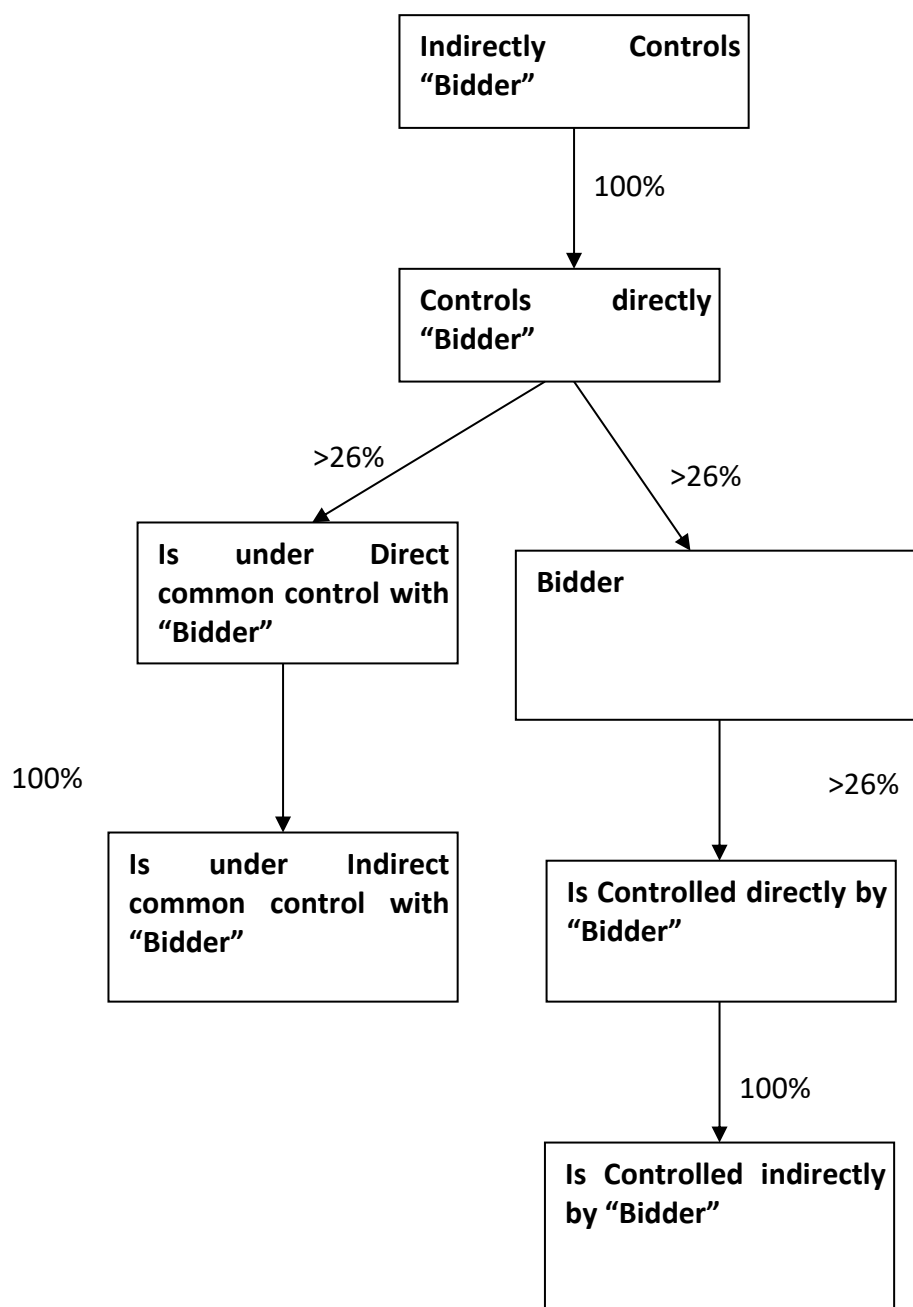 Indirectly Controls
“Bidder”
100%
Controls directly
“Bidder”
>26%
>26%
Is under Direct
common control with
“Bidder”
Bidder
100%
>26%
Is under Indirect
common control with
“Bidder”
Is Controlled directly by
“Bidder”
100%
Is Controlled indirectly
by “Bidder”